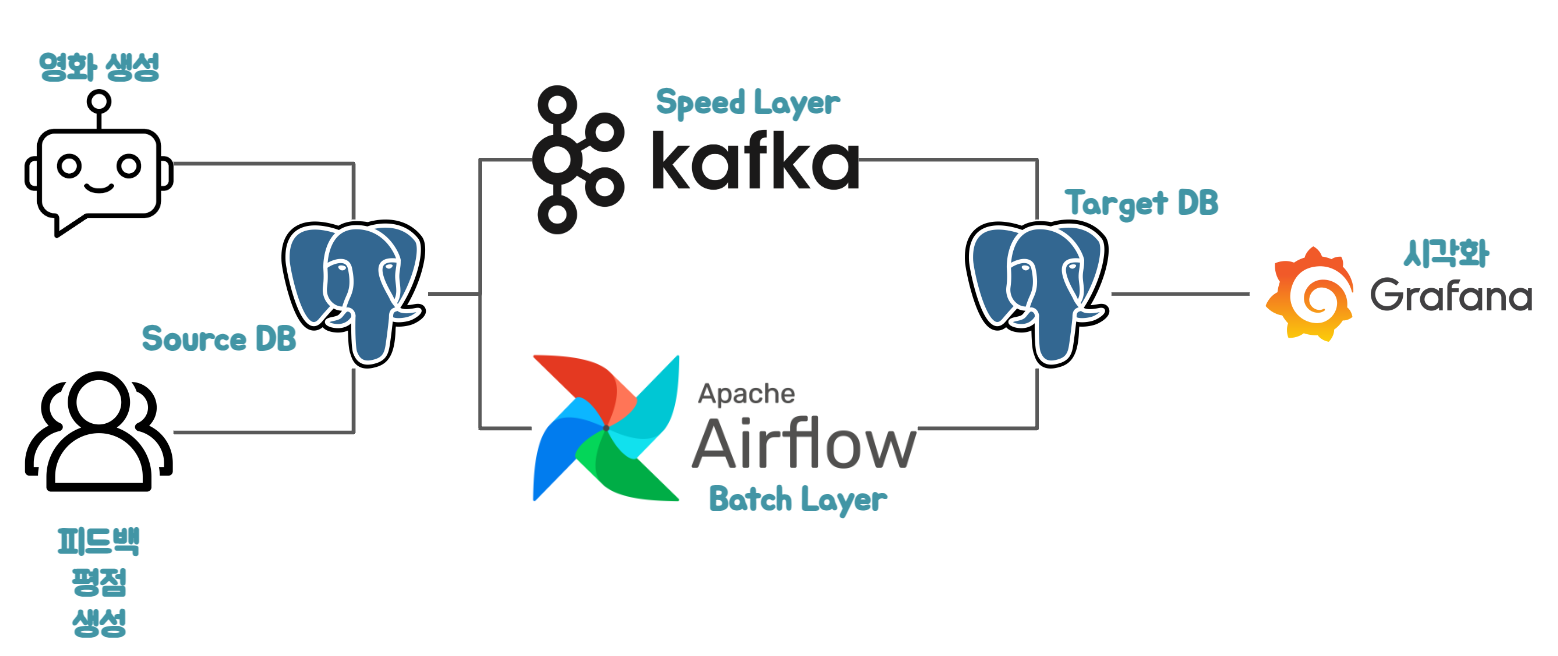 영화 생성
Speed Layer
kafka
Target DB
시각화
Grafana
Source DB
Apache
Airflow
Batch Layer
피드백
평점
생성